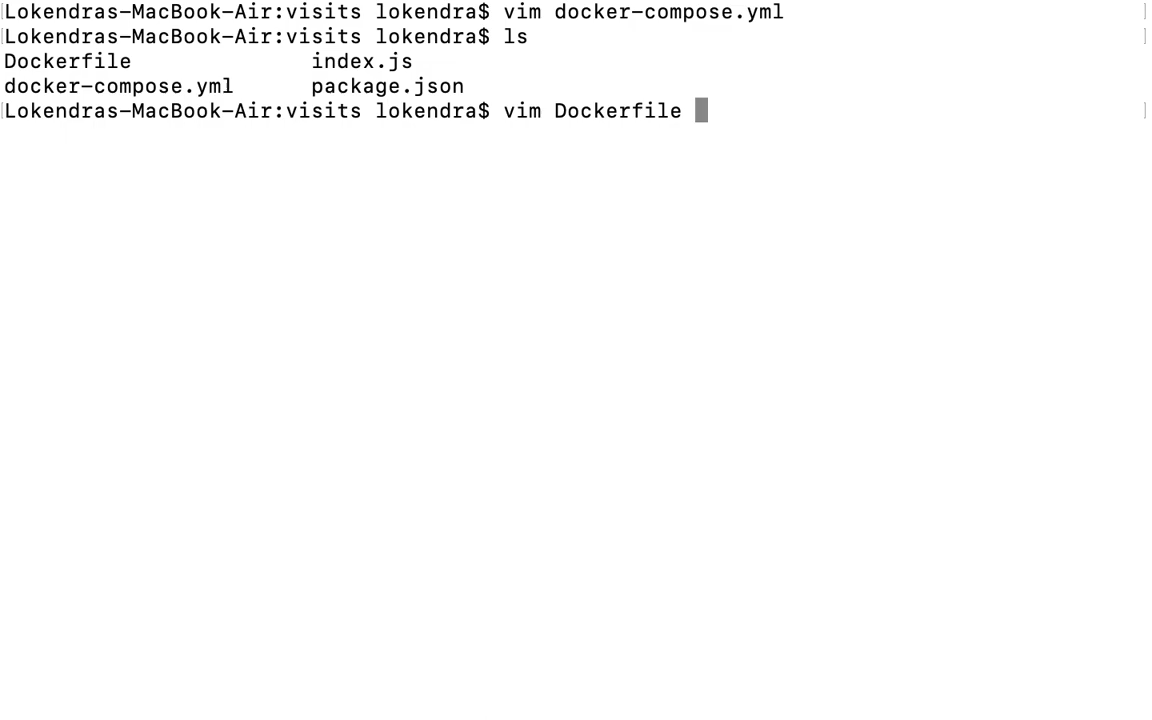 [Lokendras-MacBook-Air:visits lokendra$ vim docker-compose.yml ]
[Lokendras-MacBook-Air:visits lokendra$ ls ]
Dockerfile index.js
docker-compose.yml package.json
[Lokendras-MacBook-Air:visits lokendra$ vim Dockerfile ]